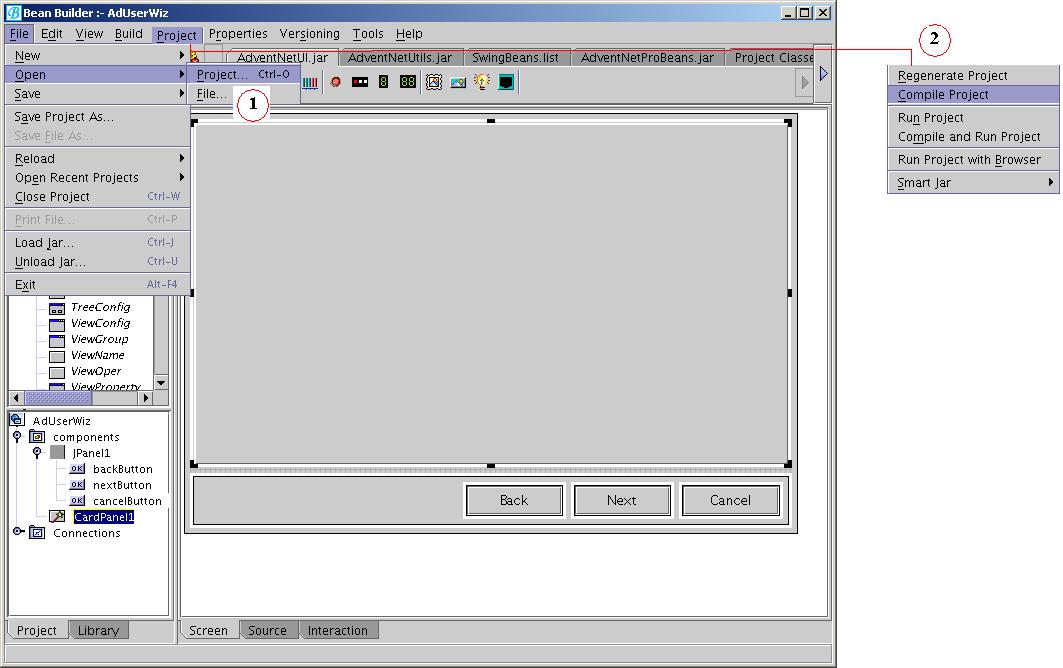 Bean Builder :- AdUserWiz
File Edit View Build Project Properties Versioning Tools Help
New
Open
Save
Save Project As...
Save File As...
Reload
Open Recent Projects
Close Project Ctrl-W
Print File... Ctrl-P
Load Jar... Ctrl-J
Unload Jar... Ctrl-U
Exit Alt-F4
Project... Ctrl-O
File...
1
AdventNetUI.jar AdventNetUtils.jar SwingBeans.list AdventNetProBeans.jar Project Classe
2
Regenerate Project
Compile Project
Run Project
Compile and Run Project
Run Project with Browser
Smart Jar
TreeConfig
ViewConfig
ViewGroup
ViewName
ViewOper
ViewProperty
AdUserWiz
components
JPanel1
OK backButton
OK nextButton
OK cancelButton
CardPanel1
Connections
Back Next Cancel
Project Library
Screen Source Interaction